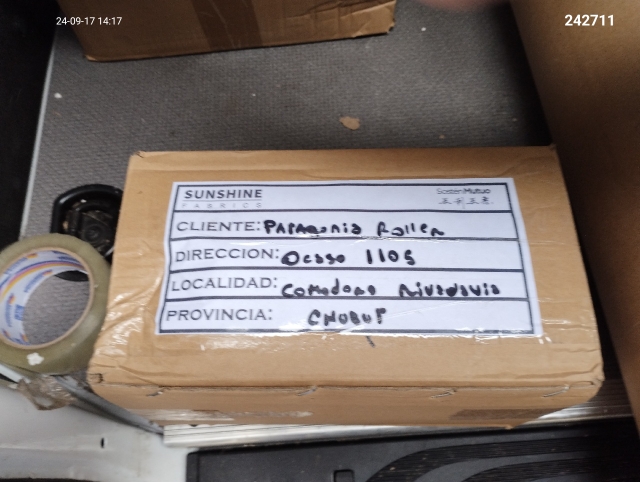 24-09-17 14:17
242711
SUNSHINE
FABRICS
SostenMutuo
CLIENTE: PATAGONIA Roller
DIRECCION: Ocaso 1105
LOCALIDAD: Comodoro Rivadavia
PROVINCIA: CHUBUT